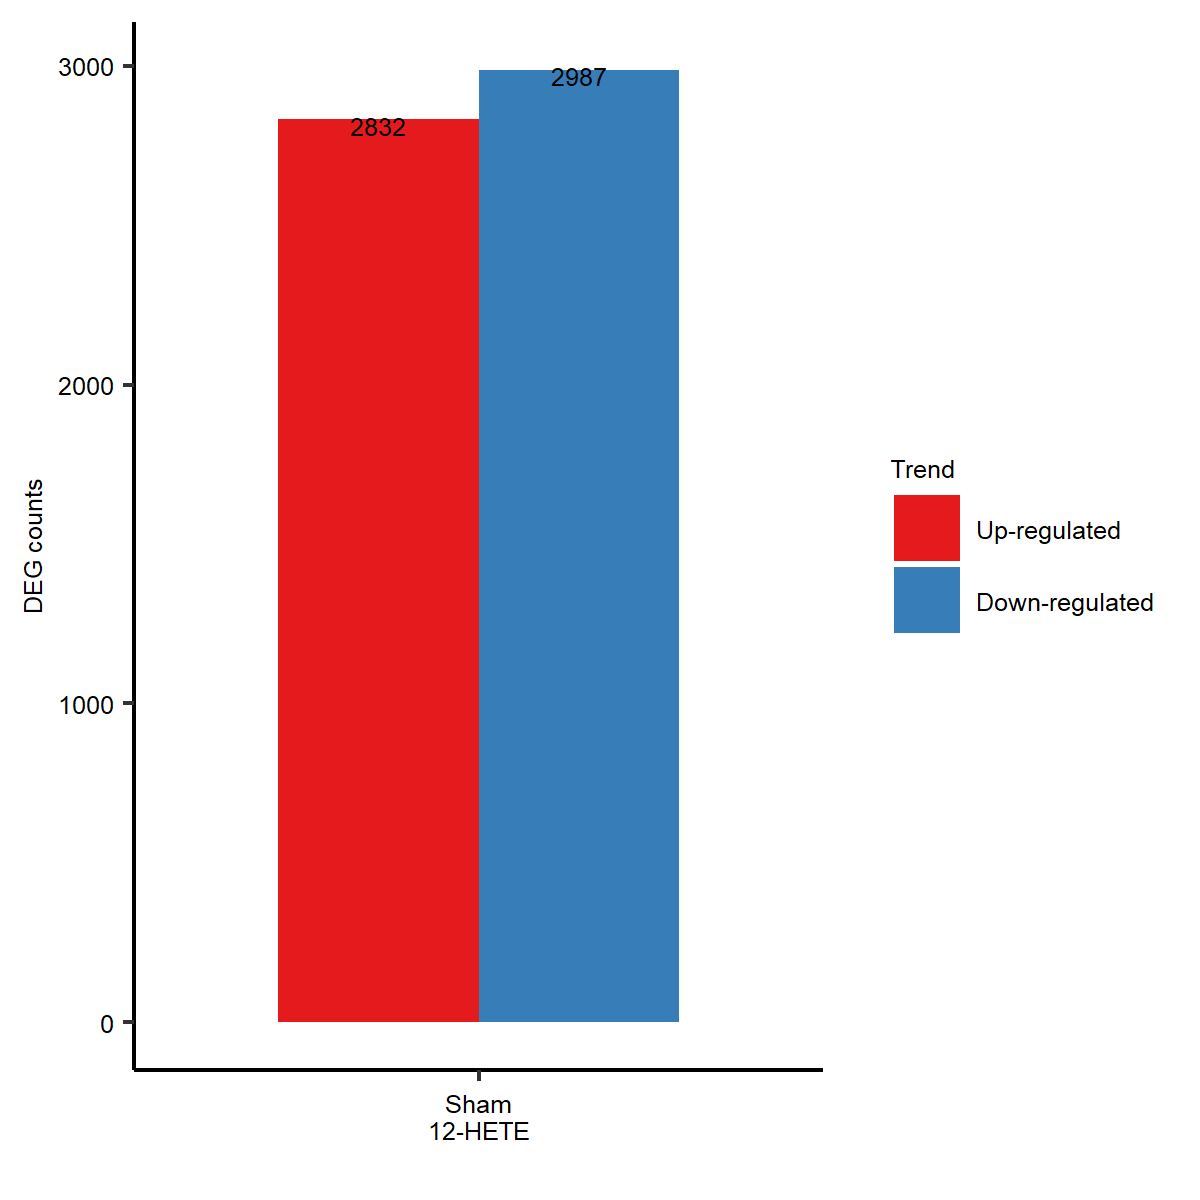 3000
2000
1000
0
DEG counts
2832
2987
Sham
12-HETE
Trend
Up-regulated
Down-regulated